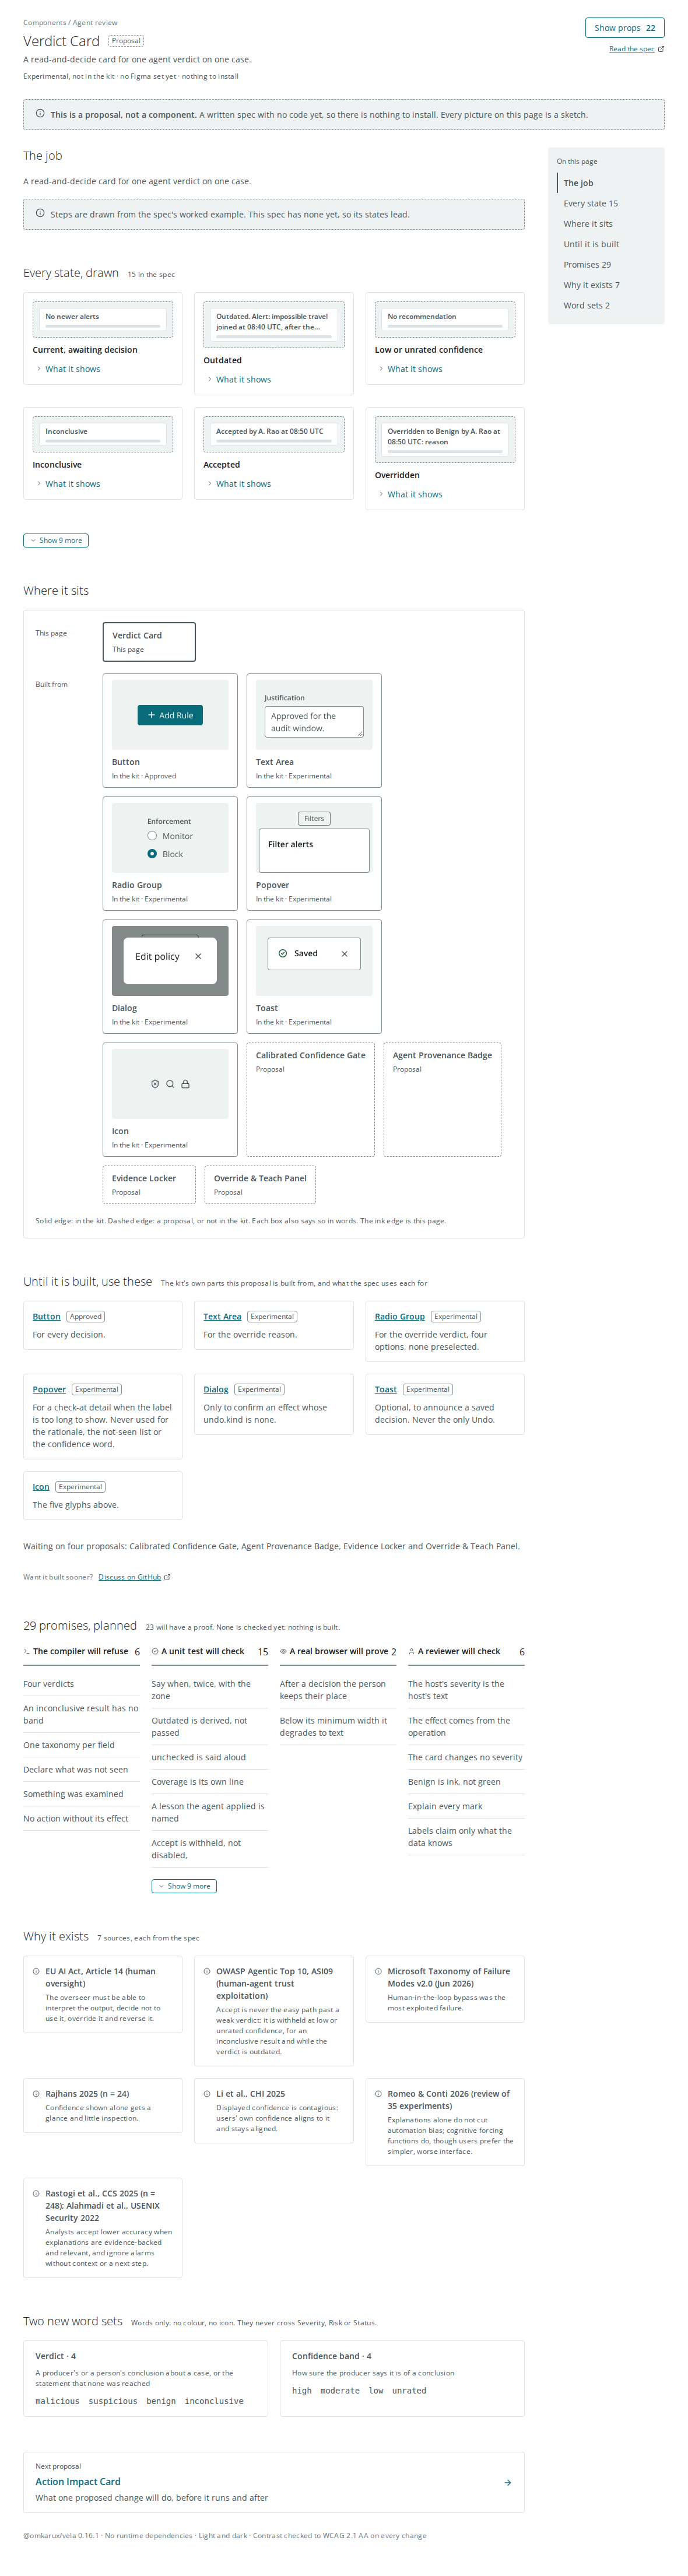 Components / Agent review
Verdict Card Proposal
A read-and-decide card for one agent verdict on one case.
Experimental, not in the kit · no Figma set yet · nothing to install
Show props 22
Read the spec
This is a proposal, not a component. A written spec with no code yet, so there is nothing to install. Every picture on this page is a sketch.
The job
A read-and-decide card for one agent verdict on one case.
Steps are drawn from the spec's worked example. This spec has none yet, so its states lead.
On this page
The job
Every state 15
Where it sits
Until it is built
Promises 29
Why it exists 7
Word sets 2
Every state, drawn 15 in the spec
No newer alerts
Current, awaiting decision
What it shows
Outdated. Alert: impossible travel
joined at 08:40 UTC, after the...
Outdated
What it shows
No recommendation
Low or unrated confidence
What it shows
Inconclusive
Inconclusive
What it shows
Accepted by A. Rao at 08:50 UTC
Accepted
What it shows
Overridden to Benign by A. Rao at
08:50 UTC: reason
Overridden
What it shows
Show 9 more
Where it sits
This page
Verdict Card
This page
Built from
Add Rule
Button
In the kit · Approved
Justification
Approved for the
audit window.
Text Area
In the kit · Experimental
Enforcement
Monitor
Block
Radio Group
In the kit · Experimental
Filters
Filter alerts
Popover
In the kit · Experimental
Edit policy
Dialog
In the kit · Experimental
Saved
Toast
In the kit · Experimental
Icon
In the kit · Experimental
Calibrated Confidence Gate
Proposal
Agent Provenance Badge
Proposal
Evidence Locker
Proposal
Override & Teach Panel
Proposal
Solid edge: in the kit. Dashed edge: a proposal, or not in the kit. Each box also says so in words. The ink edge is this page.
Until it is built, use these The kit's own parts this proposal is built from, and what the spec uses each for
Button Approved
For every decision.
Text Area Experimental
For the override reason.
Radio Group Experimental
For the override verdict, four
options, none preselected.
Popover Experimental
For a check-at detail when the label
is too long to show. Never used for
the rationale, the not-seen list or
the confidence word.
Dialog Experimental
Only to confirm an effect whose
undo.kind is none.
Toast Experimental
Optional, to announce a saved
decision. Never the only Undo.
Icon Experimental
The five glyphs above.
Waiting on four proposals: Calibrated Confidence Gate, Agent Provenance Badge, Evidence Locker and Override & Teach Panel.
Want it built sooner? Discuss on GitHub
29 promises, planned 23 will have a proof. None is checked yet: nothing is built.
The compiler will refuse 6
Four verdicts
An inconclusive result has no
band
One taxonomy per field
Declare what was not seen
Something was examined
No action without its effect
A unit test will check 15
Say when, twice, with the
zone
Outdated is derived, not
passed
unchecked is said aloud
Coverage is its own line
A lesson the agent applied is
named
Accept is withheld, not
disabled,
Show 9 more
A real browser will prove 2
After a decision the person
keeps their place
Below its minimum width it
degrades to text
A reviewer will check 6
The host's severity is the
host's text
The effect comes from the
operation
The card changes no severity
Benign is ink, not green
Explain every mark
Labels claim only what the
data knows
Why it exists 7 sources, each from the spec
EU AI Act, Article 14 (human
oversight)
The overseer must be able to
interpret the output, decide not to
use it, override it and reverse it.
OWASP Agentic Top 10, ASI09
(human-agent trust
exploitation)
Accept is never the easy path past a
weak verdict: it is withheld at low or
unrated confidence, for an
inconclusive result and while the
verdict is outdated.
Microsoft Taxonomy of Failure
Modes v2.0 (Jun 2026)
Human-in-the-loop bypass was the
most exploited failure.
Rajhans 2025 (n = 24)
Confidence shown alone gets a
glance and little inspection.
Li et al., CHI 2025
Displayed confidence is contagious:
users' own confidence aligns to it
and stays aligned.
Romeo & Conti 2026 (review of
35 experiments)
Explanations alone do not cut
automation bias; cognitive forcing
functions do, though users prefer the
simpler, worse interface.
Rastogi et al., CCS 2025 (n =
248); Alahmadi et al., USENIX
Security 2022
Analysts accept lower accuracy when
explanations are evidence-backed
and relevant, and ignore alarms
without context or a next step.
Two new word sets Words only: no colour, no icon. They never cross Severity, Risk or Status.
Verdict · 4
A producer's or a person's conclusion about a case, or the
statement that none was reached
malicious suspicious benign inconclusive
Confidence band · 4
How sure the producer says it is of a conclusion
high moderate low unrated
Next proposal
Action Impact Card
What one proposed change will do, before it runs and after
@omkarux/vela 0.16.1 · No runtime dependencies · Light and dark · Contrast checked to WCAG 2.1 AA on every change